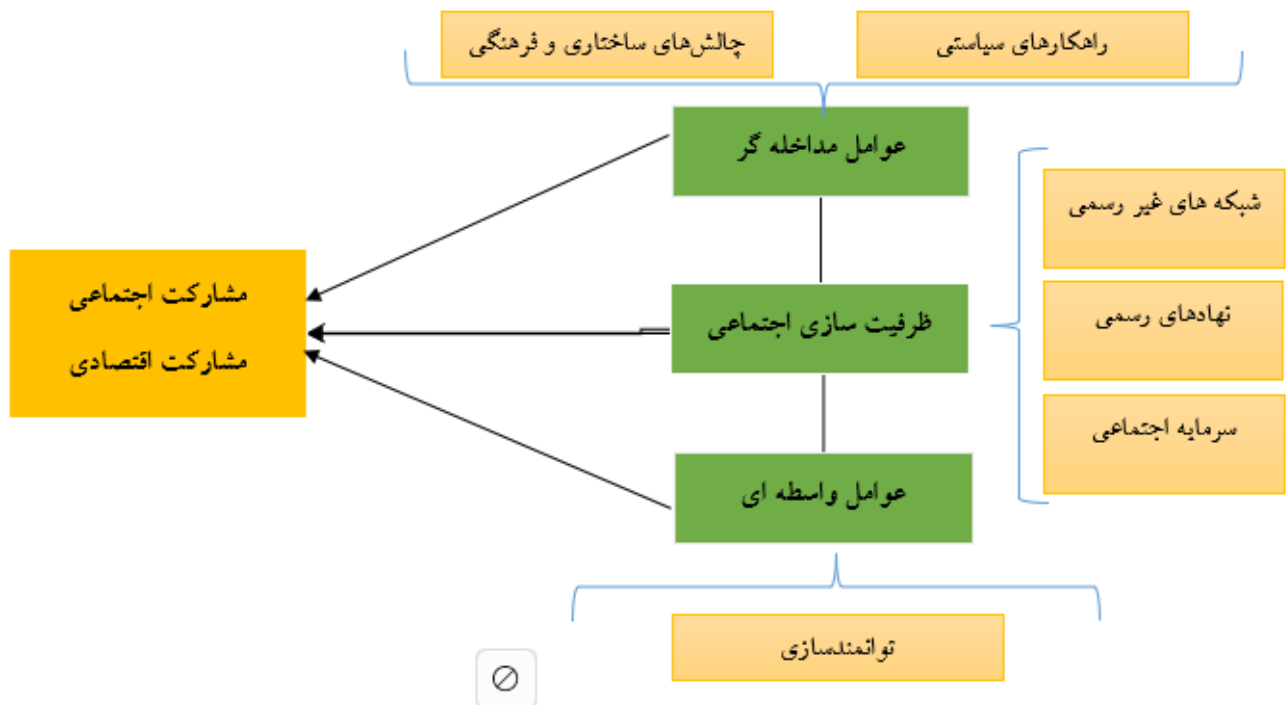 راهکارهای سیاستی
چالش‌های ساختاری و فرهنگی
عوامل مداخله گر
شبکه های غیر رسمی
مشارکت اجتماعی
مشارکت اقتصادی
ظرفیت سازی اجتماعی
نهادهای رسمی
سرمایه اجتماعی
عوامل واسطه ای
توانمندسازی